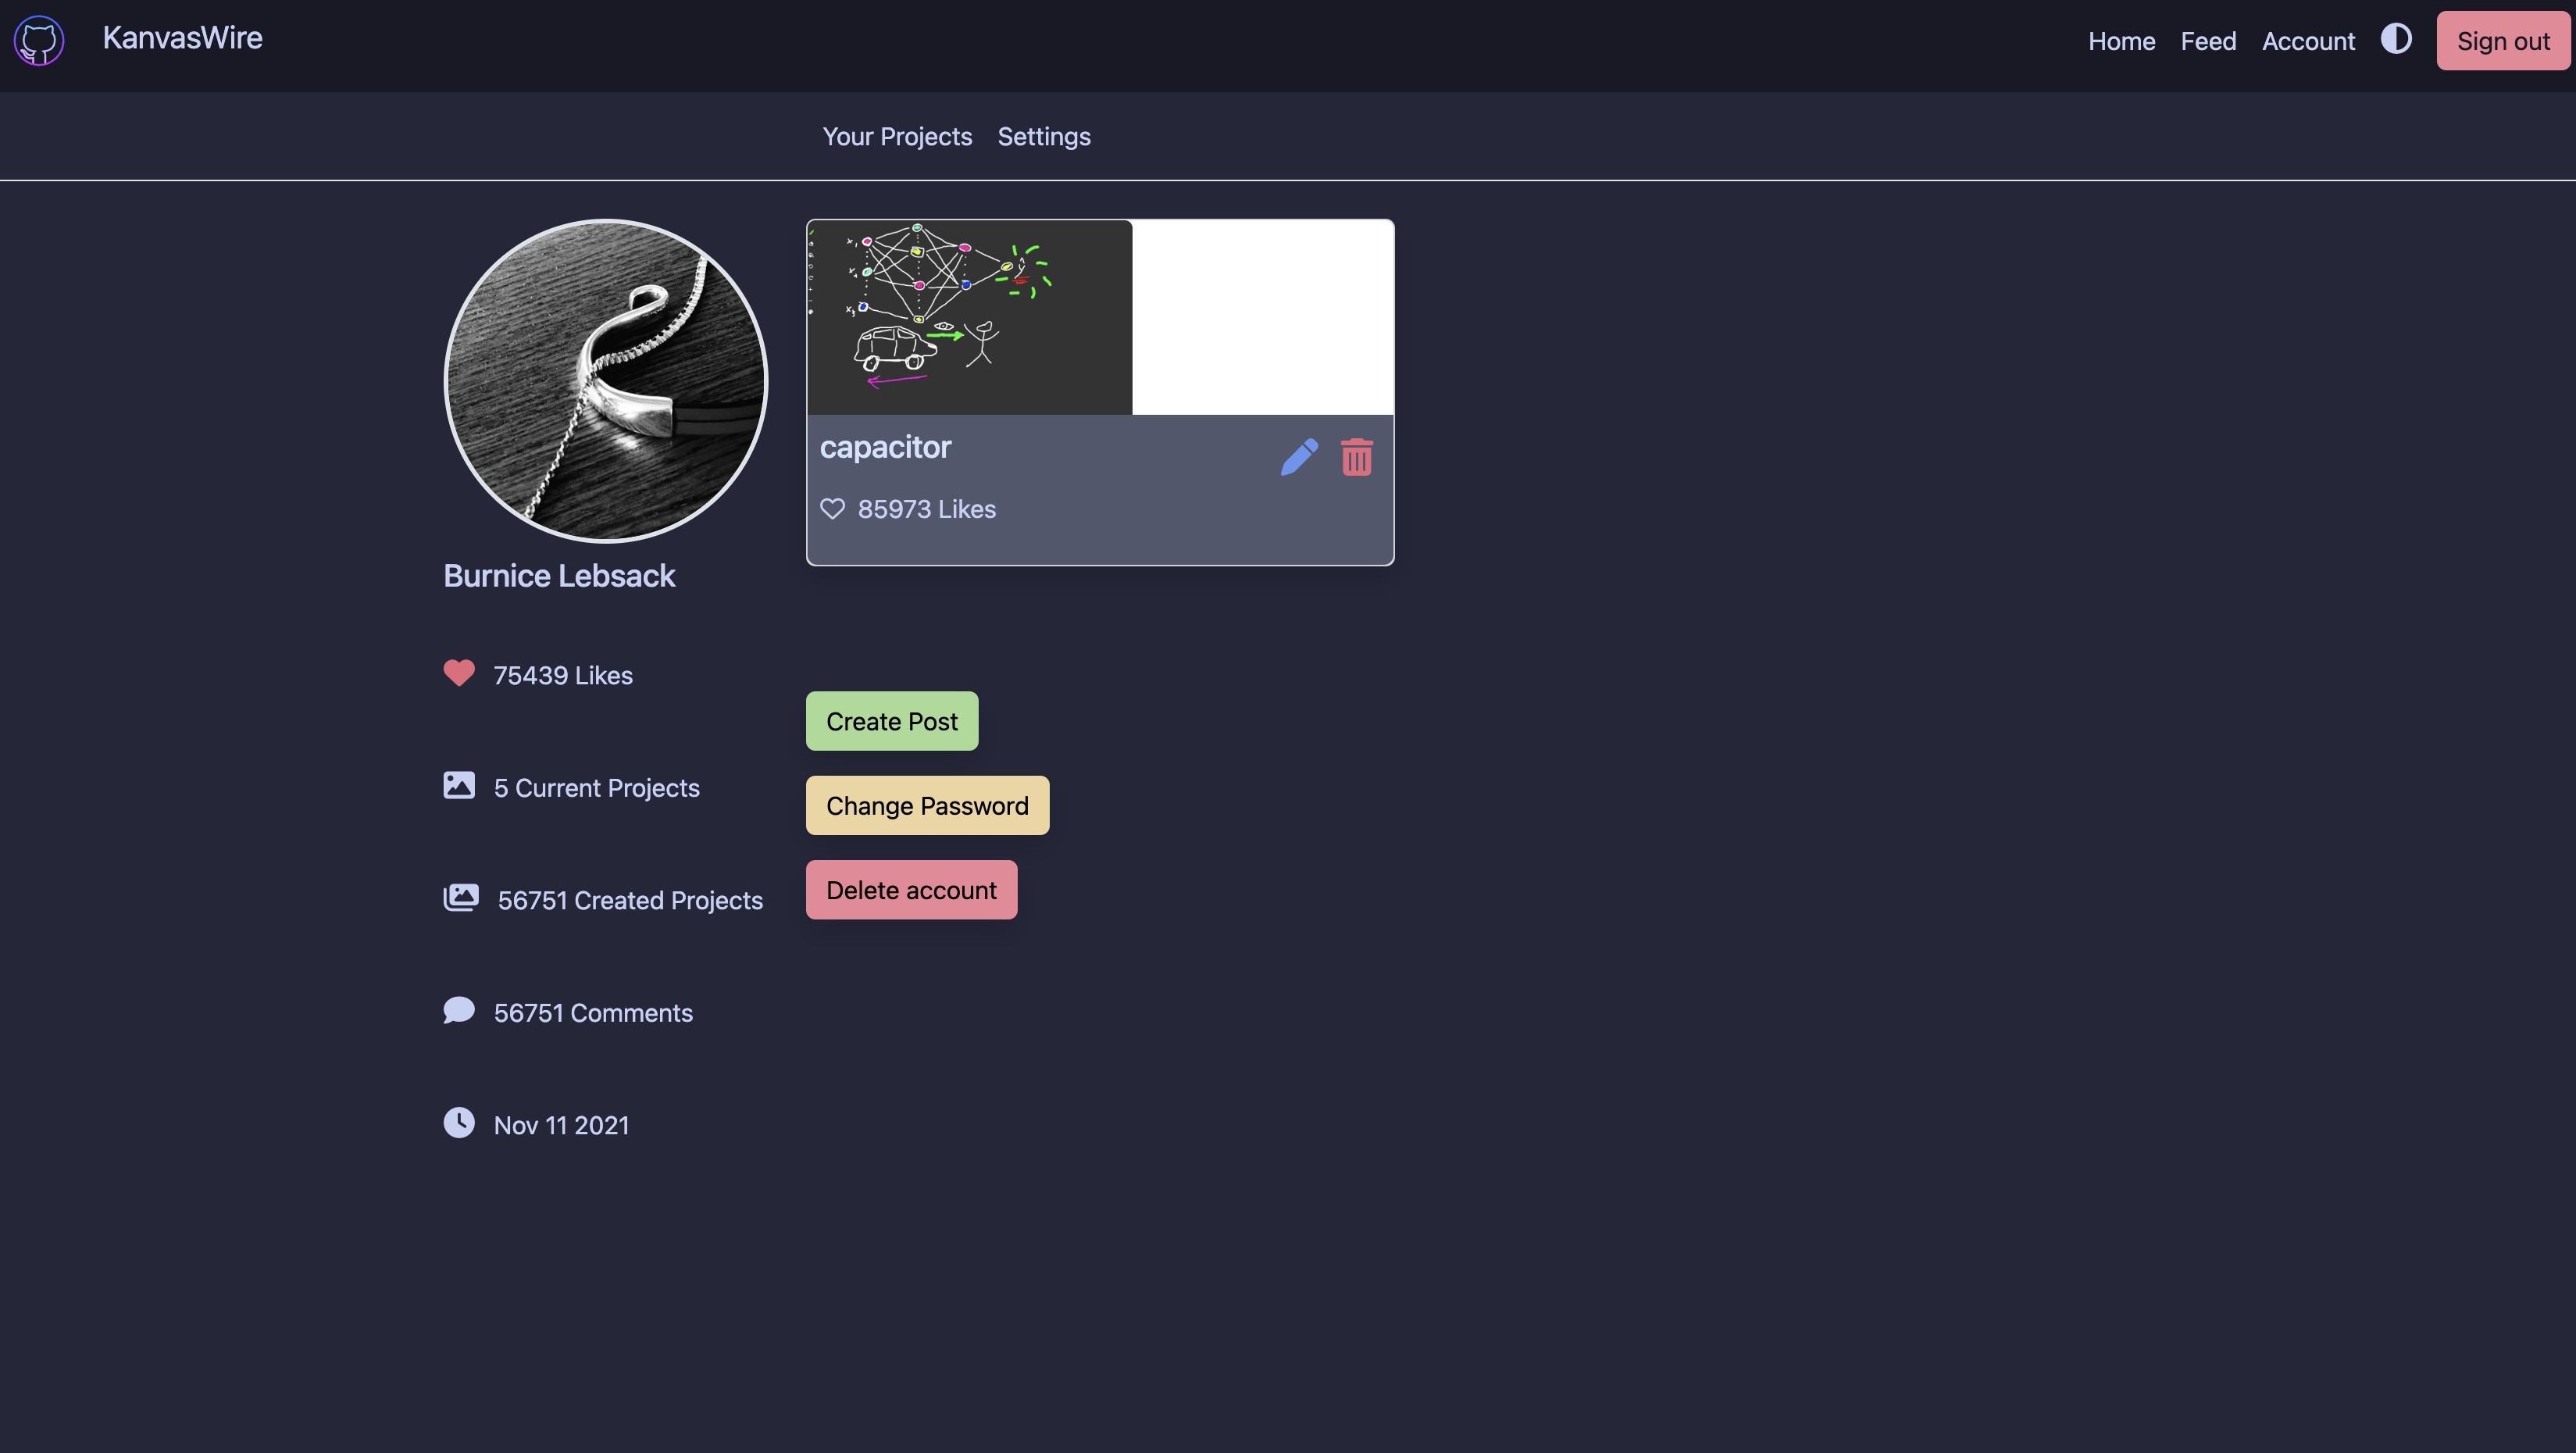 KanvasWire
Home Feed Account Sign out
Your Projects Settings
capacitor
85973 Likes
Burnice Lebsack
75439 Likes
5 Current Projects
56751 Created Projects
56751 Comments
Nov 11 2021
Create Post
Change Password
Delete account